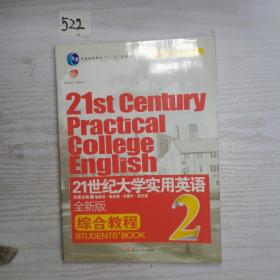 522
21st Century
Practical
College
English
21世纪大学实用英语
全新版
综合教程
STUDENTS' BOOK
2